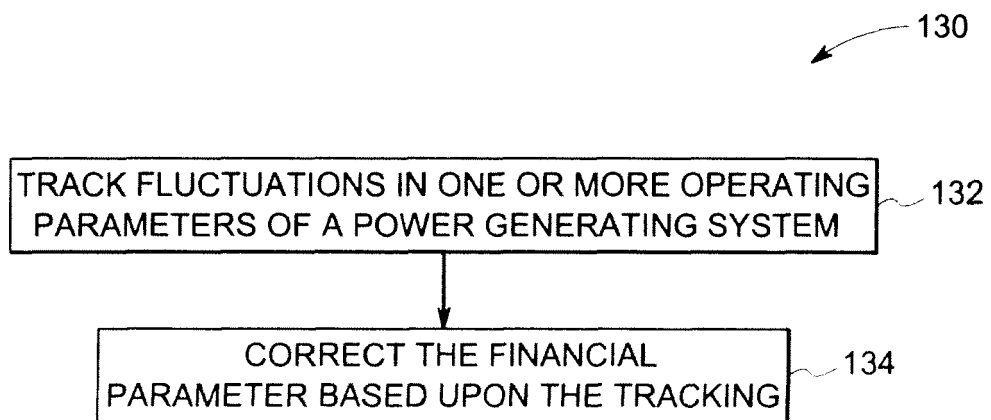 130
TRACK FLUCTUATIONS IN ONE OR MORE OPERATING
PARAMETERS OF A POWER GENERATING SYSTEM
132
CORRECT THE FINANCIAL
PARAMETER BASED UPON THE TRACKING
134